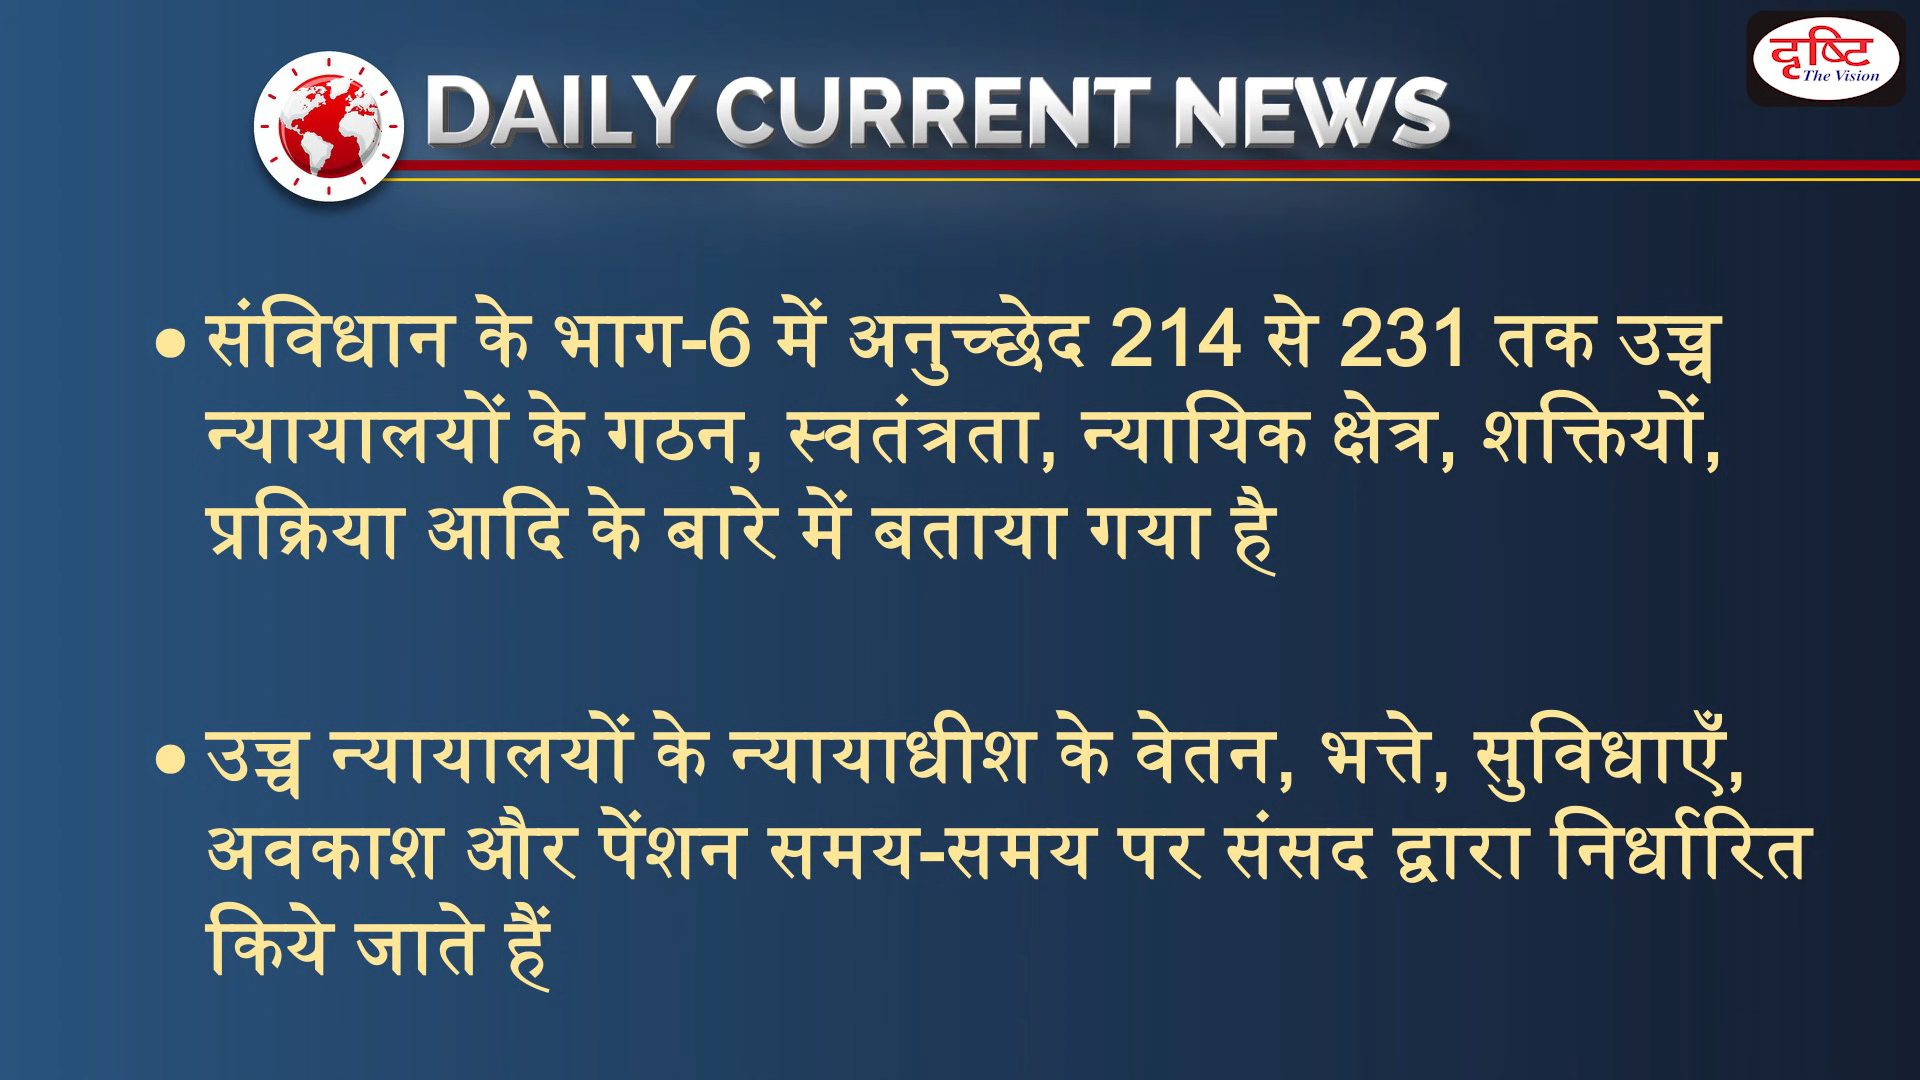 DAILY CURRENT NEWS
दृष्टि
The Vision
• संविधान के भाग-6 में अनुच्छेद 214 से 231 तक उच्च
न्यायालयों के गठन, स्वतंत्रता, न्यायिक क्षेत्र, शक्तियों,
प्रक्रिया आदि के बारे में बताया गया है
• उच्च न्यायालयों के न्यायाधीश के वेतन, भत्ते, सुविधाएँ,
अवकाश और पेंशन समय-समय पर संसद द्वारा निर्धारित
किये जाते हैं